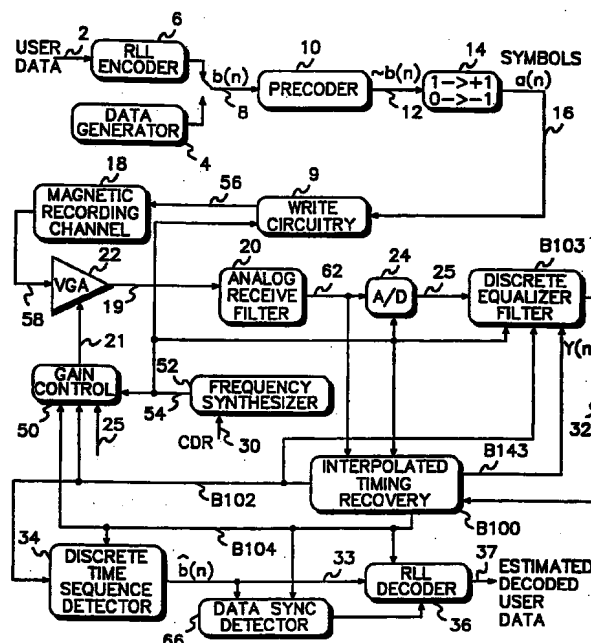 USER DATA
2
6
RLL ENCODER
b(n)
8
10
PRECODER
~b(n)
12
14
1->+1
0->-1
SYMBOLS
a(n)
16
DATA GENERATOR
4
18
MAGNETIC RECORDING CHANNEL
56
9
WRITE CIRCUITRY
58
VGA
22
19
21
20
ANALOG RECEIVE FILTER
62
24
A/D
25
B103
DISCRETE EQUALIZER FILTER
Y(n
32
GAIN CONTROL
50
25
52
54
FREQUENCY SYNTHESIZER
CDR
30
INTERPOLATED TIMING RECOVERY
B143
B100
B102
B104
34
DISCRETE TIME SEQUENCE DETECTOR
b̂(n)
33
66
DATA SYNC DETECTOR
RLL DECODER
36
37
ESTIMATED DECODED USER DATA